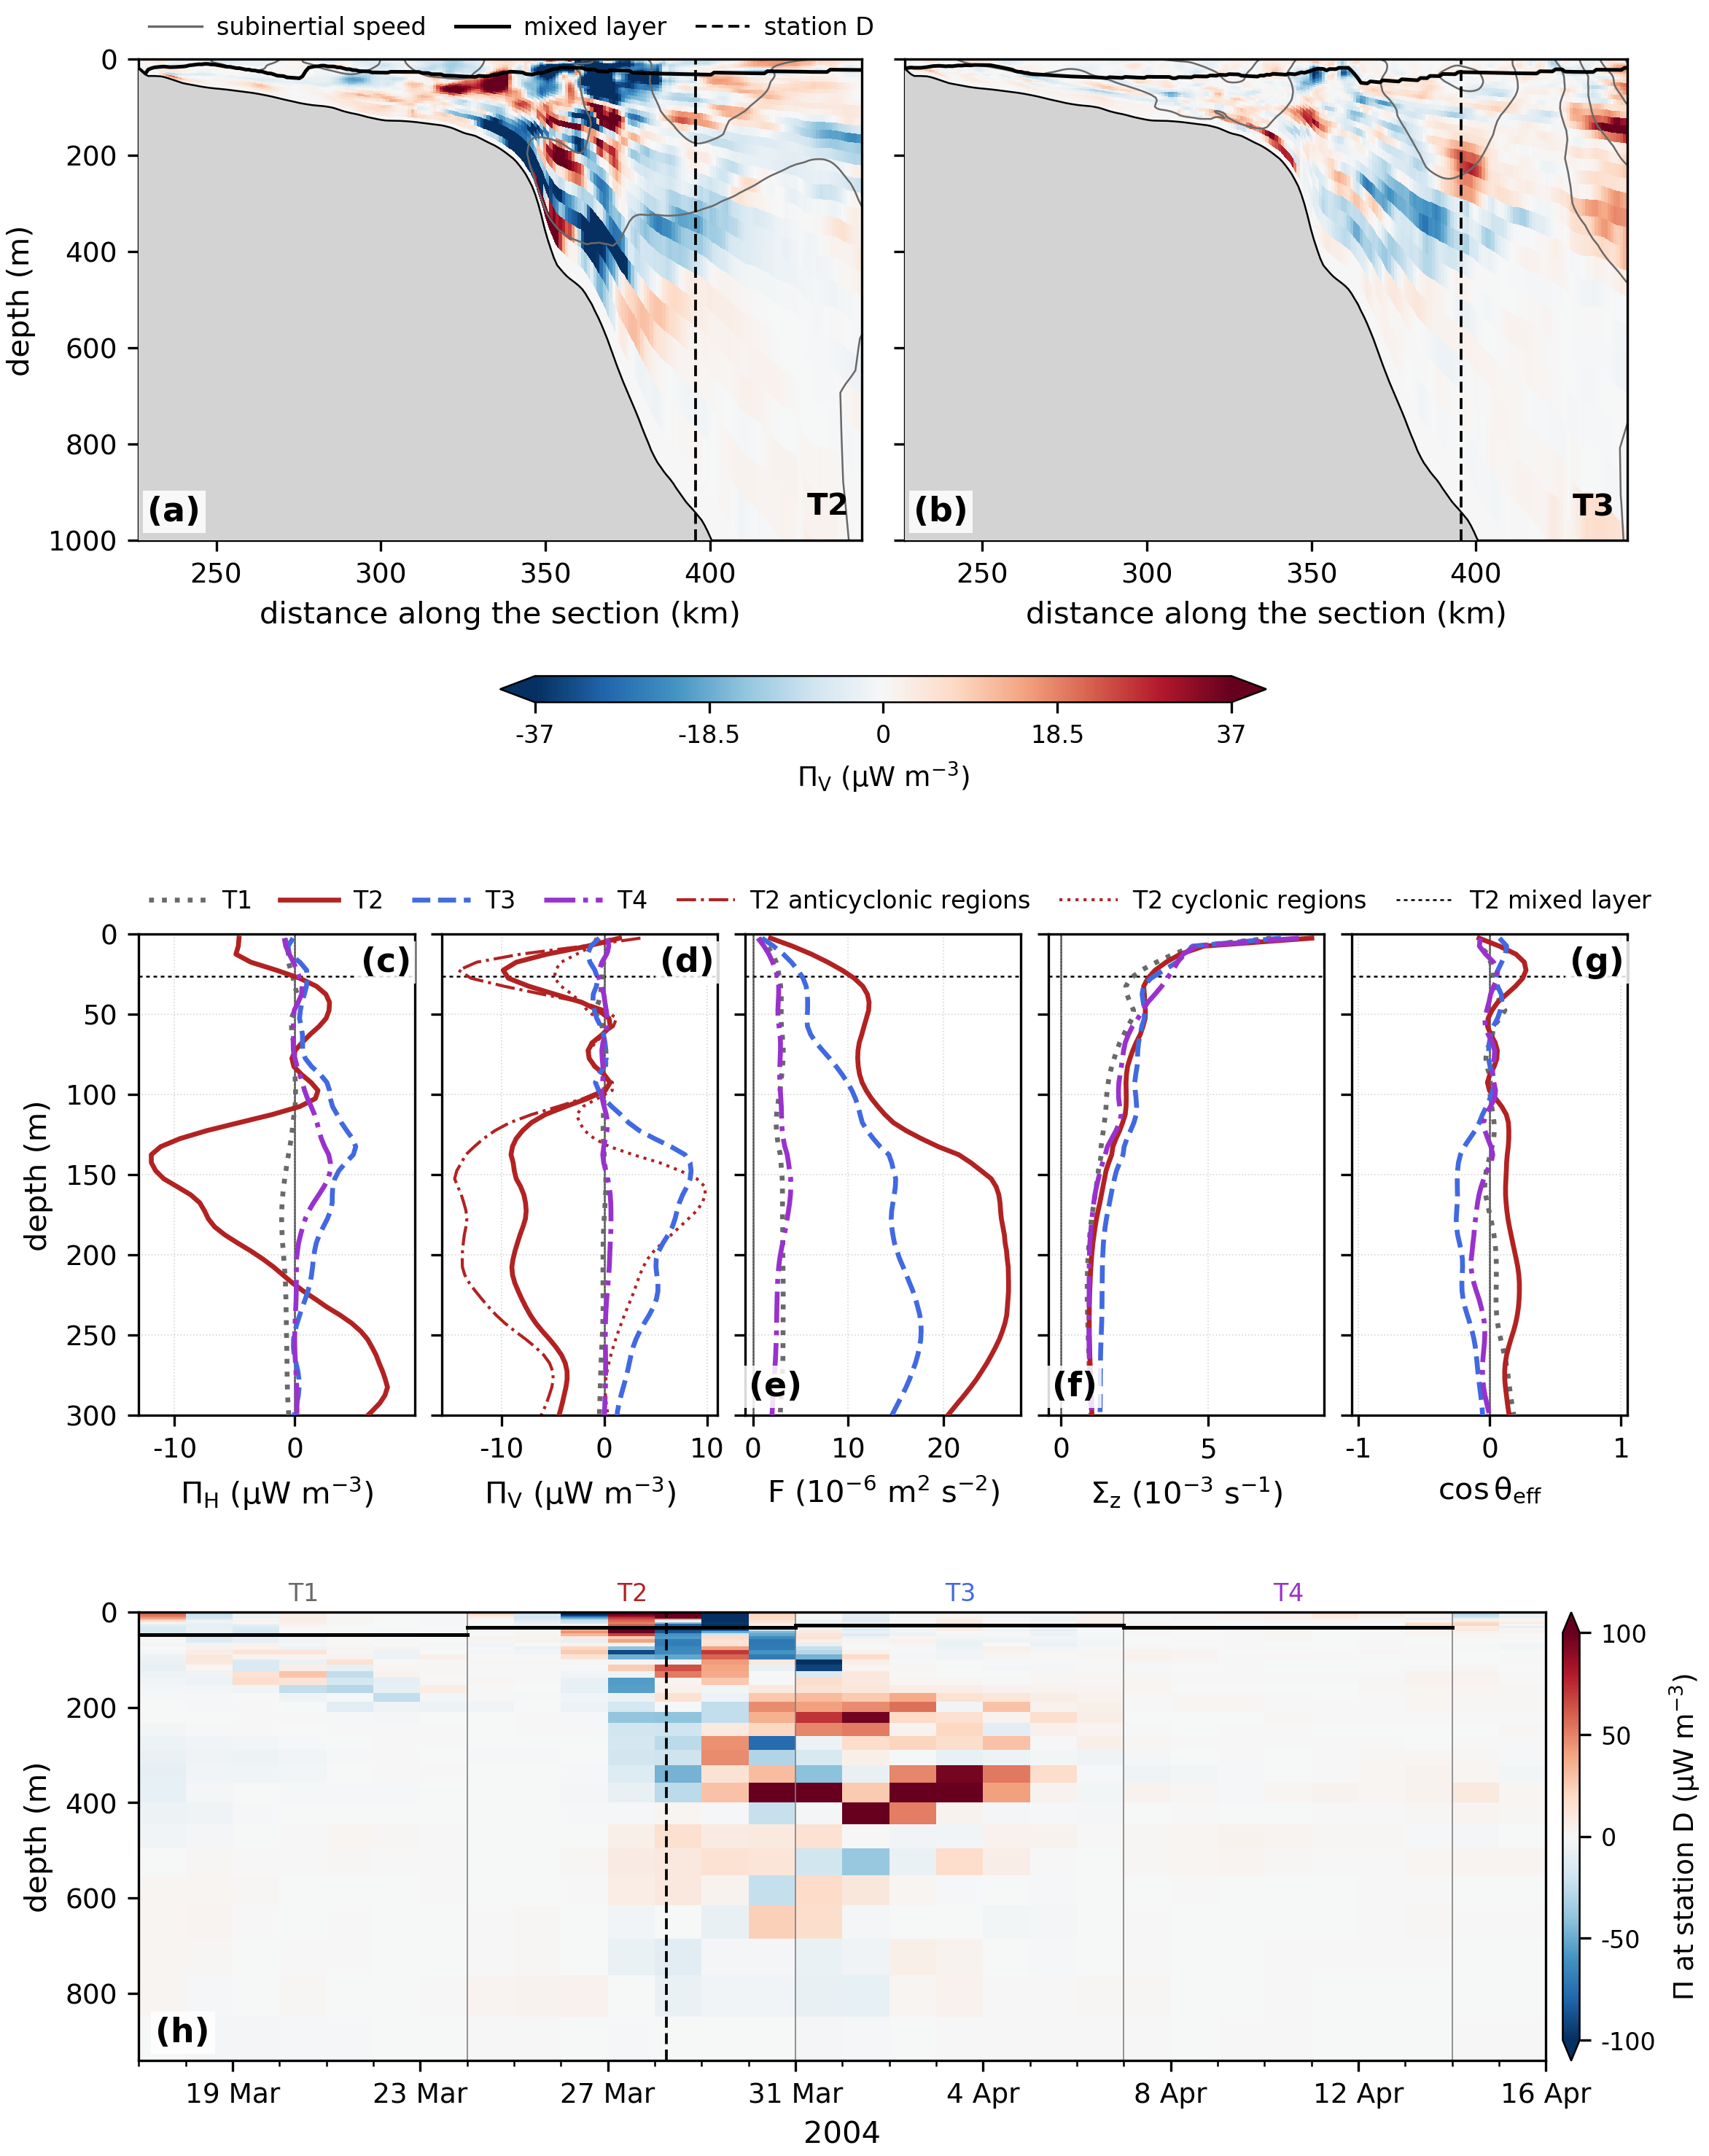 subinertial speed mixed layer station D
0
200
400
600
800
1000
depth (m)
(a) T2
(b) T3
250 300 350 400
250 300 350 400
distance along the section (km)
distance along the section (km)
-37 -18.5 0 18.5 37
Π_V (μW m⁻³)
T1 T2 T3 T4 T2 anticyclonic regions T2 cyclonic regions T2 mixed layer
0
50
100
150
200
250
300
depth (m)
(c) (d) (e) (f) (g)
-10 0
-10 0 10
0 10 20
0 5
-1 0 1
Π_H (μW m⁻³)
Π_V (μW m⁻³)
F (10⁻⁶ m² s⁻²)
Σ_z (10⁻³ s⁻¹)
cos θ_eff
T1 T2 T3 T4
0
200
400
600
800
depth (m)
(h)
19 Mar 23 Mar 27 Mar 31 Mar 4 Apr 8 Apr 12 Apr 16 Apr
2004
100
50
0
-50
-100
Π at station D (μW m⁻³)